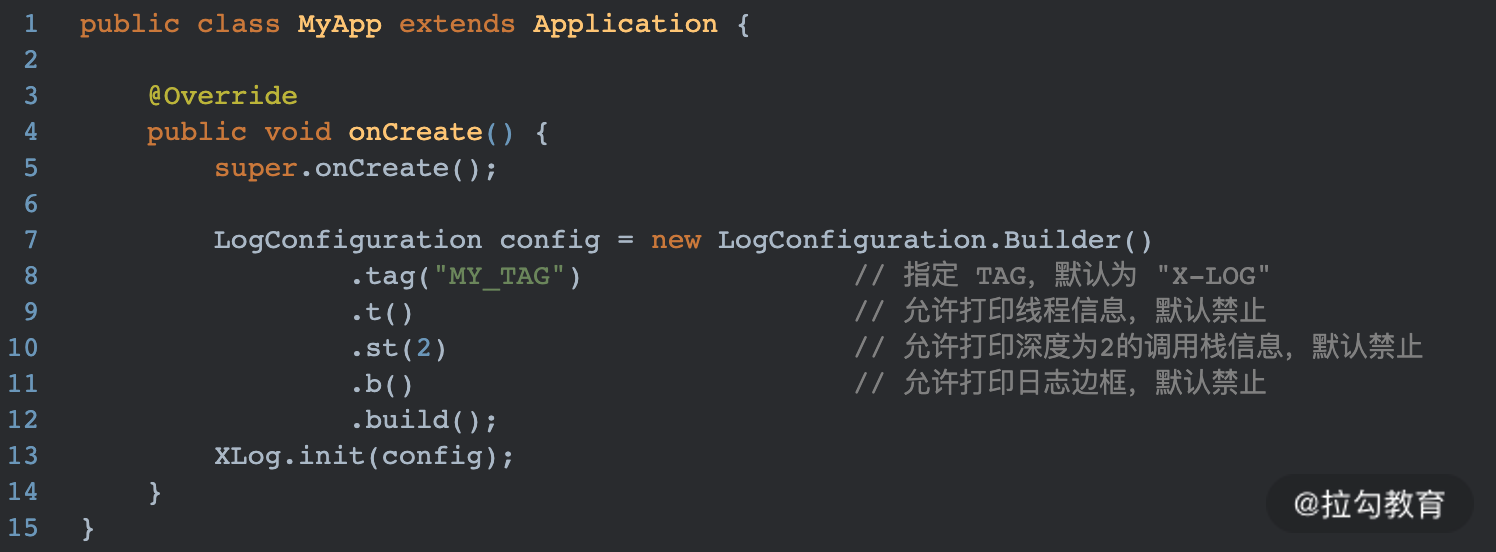 1 public class MyApp extends Application {
2
3     @Override
4     public void onCreate() {
5         super.onCreate();
6
7         LogConfiguration config = new LogConfiguration.Builder()
8                 .tag("MY_TAG")                // 指定 TAG，默认为 "X-LOG"
9                 .t()                          // 允许打印线程信息，默认禁止
10                .st(2)                        // 允许打印深度为2的调用栈信息，默认禁止
11                .b()                          // 允许打印日志边框，默认禁止
12                .build();
13        XLog.init(config);
14    }
15 }
@拉勾教育